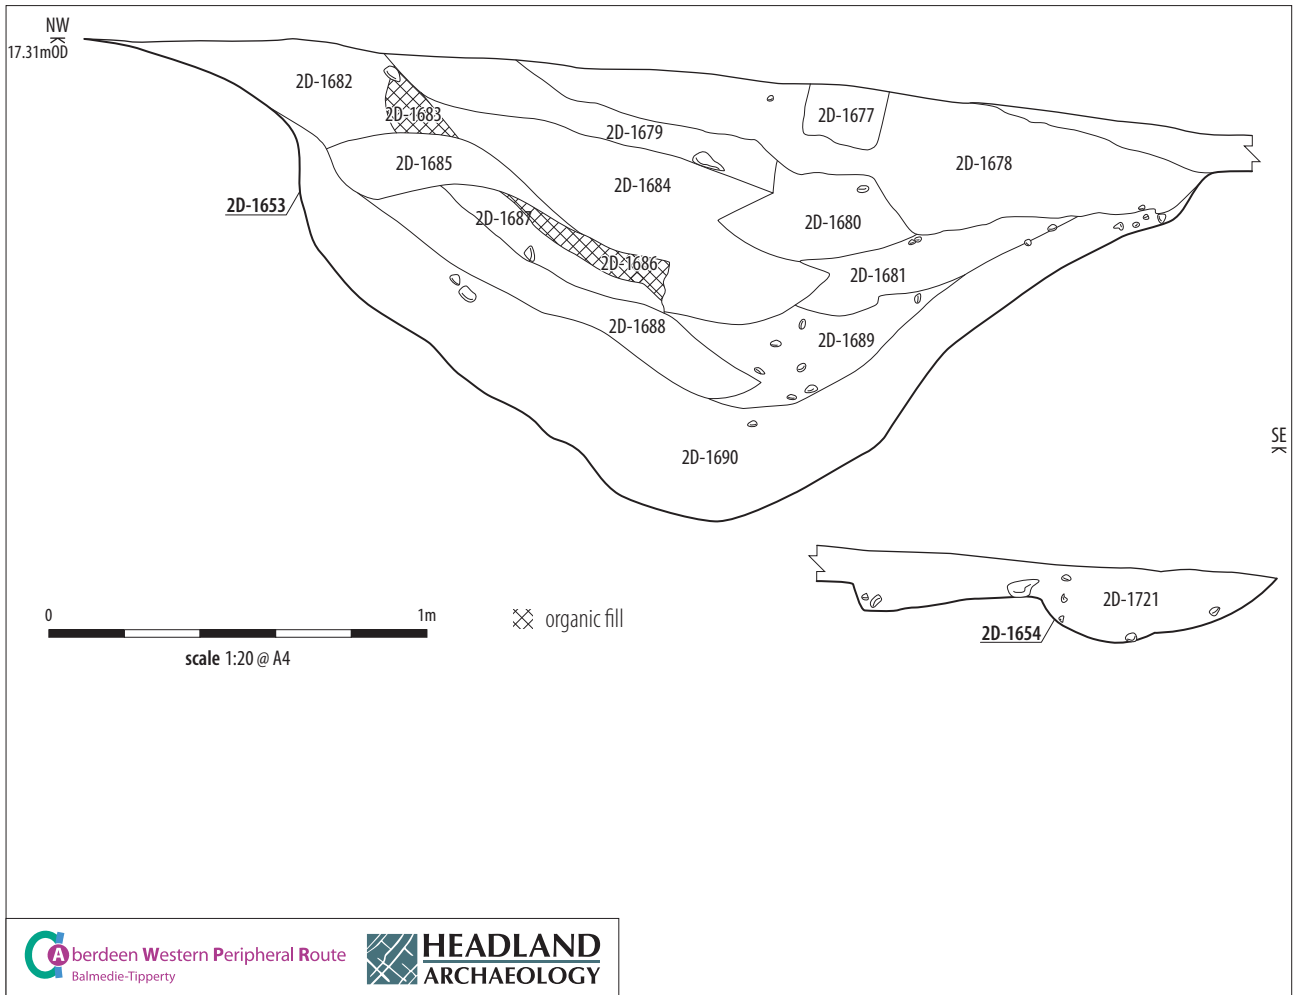 NW
17.31mOD
2D-1682
2D-1683
2D-1677
2D-1679
2D-1685
2D-1678
2D-1684
2D-1653
2D-1687
2D-1680
2D-1686
2D-1681
2D-1688
2D-1689
SE
2D-1690
2D-1721
2D-1654
0 1m
organic fill
scale 1:20 @ A4
Aberdeen Western Peripheral Route
Balmedie-Tipperty
HEADLAND
ARCHAEOLOGY